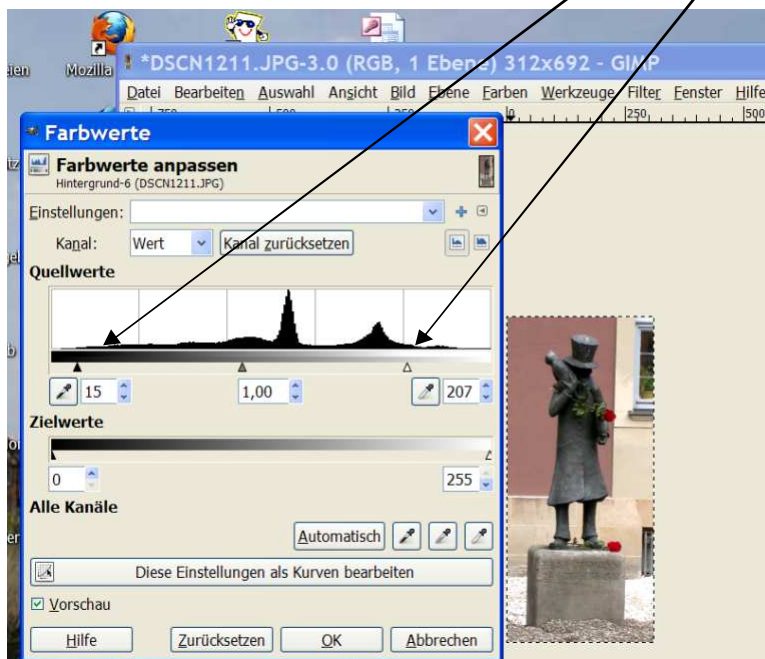 Mozilla
*DSCN1211.JPG-3.0 (RGB, 1 Ebene) 312x692 - GIMP
Datei Bearbeiten Auswahl Ansicht Bild Ebene Farben Werkzeuge Filter Fenster Hilfe
250 500
Farbwerte
Farbwerte anpassen
Hintergrund-6 (DSCN1211.JPG)
Einstellungen:
Kanal: Wert Kanal zurücksetzen
Quellwerte
15 1,00 207
Zielwerte
0 255
Alle Kanäle
Automatisch
Diese Einstellungen als Kurven bearbeiten
Vorschau
Hilfe Zurücksetzen OK Abbrechen